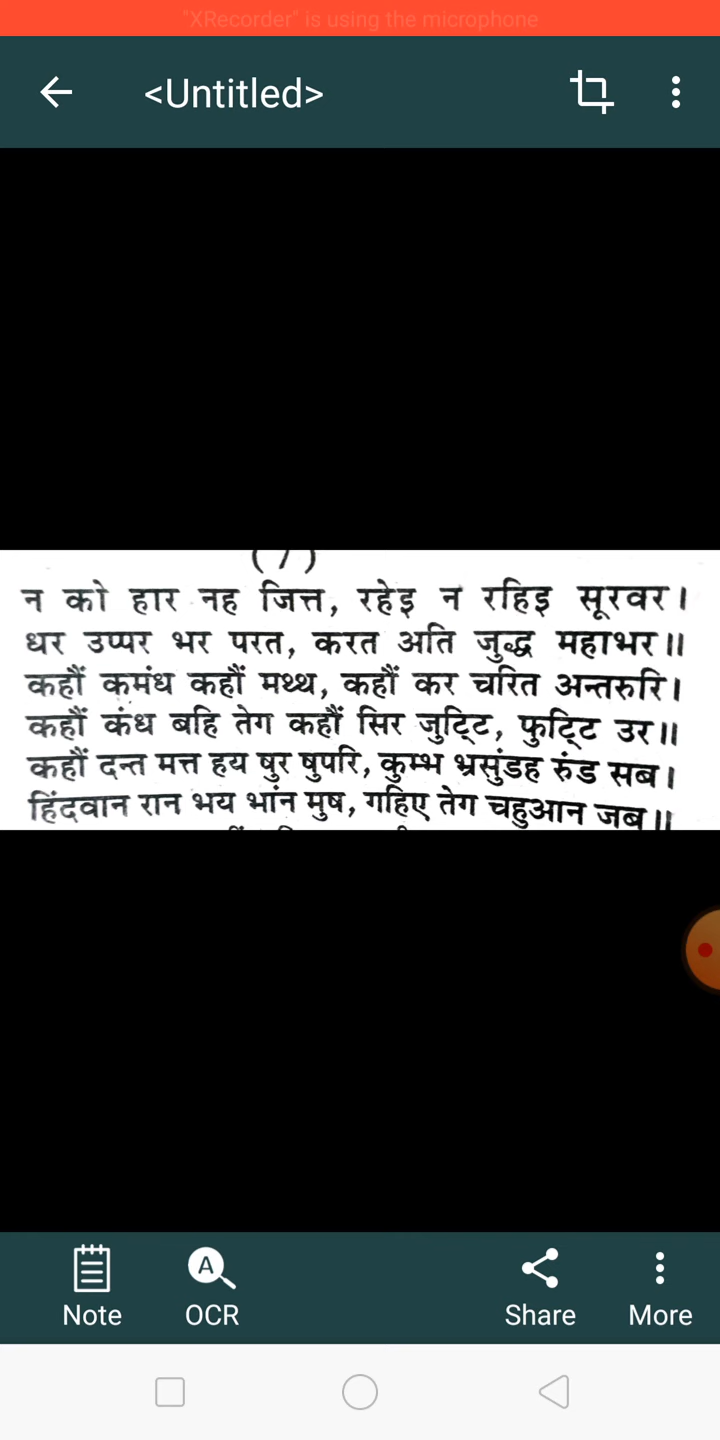 "XRecorder" is using the microphone
<Untitled>
(7)
न को हार नह जित्त, रहेइ न रहिइ सूरवर।
धर उप्पर भर परत, करत अति जुद्ध महाभर॥
कहौं कमंध कहौं मथ्थ, कहौं कर चरित अन्तरुरि।
कहौं कंध बहि तेग कहौं सिर जुट्टि, फुट्टि उर॥
कहौं दन्त मत्त हय षुर षुपरि, कुम्भ भ्रसुंडह रुंड सब।
हिंदवान रान भय भांन मुष, गहिए तेग चहुआन जब॥
Note OCR Share More